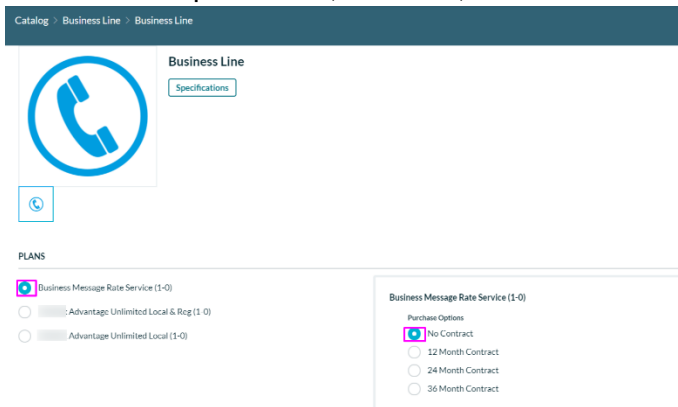 Catalog > Business Line > Business Line
Business Line
Specifications
PLANS
Business Message Rate Service (1-0)
: Advantage Unlimited Local & Reg (1-0)
Advantage Unlimited Local (1-0)
Business Message Rate Service (1-0)
Purchase Options
No Contract
12 Month Contract
24 Month Contract
36 Month Contract